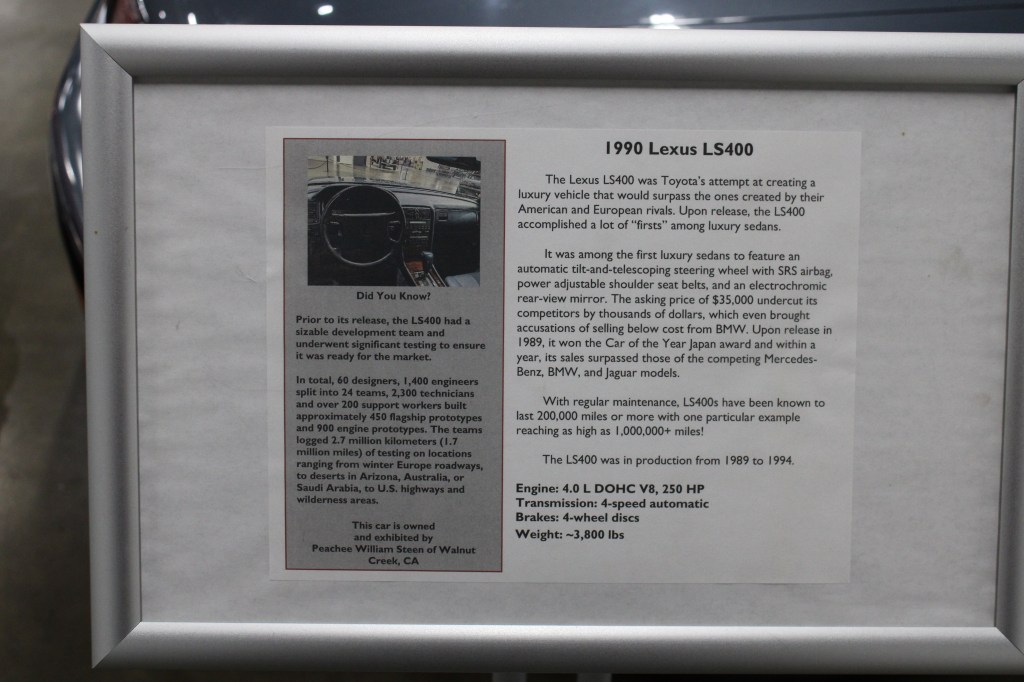 Did You Know?
Prior to its release, the LS400 had a
sizable development team and
underwent significant testing to ensure
it was ready for the market.
In total, 60 designers, 1,400 engineers
split into 24 teams, 2,300 technicians
and over 200 support workers built
approximately 450 flagship prototypes
and 900 engine prototypes. The teams
logged 2.7 million kilometers (1.7
million miles) of testing on locations
ranging from winter Europe roadways,
to deserts in Arizona, Australia, or
Saudi Arabia, to U.S. highways and
wilderness areas.
This car is owned
and exhibited by
Peachee William Steen of Walnut
Creek, CA
1990 Lexus LS400
The Lexus LS400 was Toyota's attempt at creating a
luxury vehicle that would surpass the ones created by their
American and European rivals. Upon release, the LS400
accomplished a lot of "firsts" among luxury sedans.
It was among the first luxury sedans to feature an
automatic tilt-and-telescoping steering wheel with SRS airbag,
power adjustable shoulder seat belts, and an electrochromic
rear-view mirror. The asking price of $35,000 undercut its
competitors by thousands of dollars, which even brought
accusations of selling below cost from BMW. Upon release in
1989, it won the Car of the Year Japan award and within a
year, its sales surpassed those of the competing Mercedes-
Benz, BMW, and Jaguar models.
With regular maintenance, LS400s have been known to
last 200,000 miles or more with one particular example
reaching as high as 1,000,000+ miles!
The LS400 was in production from 1989 to 1994.
Engine: 4.0 L DOHC V8, 250 HP
Transmission: 4-speed automatic
Brakes: 4-wheel discs
Weight: ~3,800 lbs